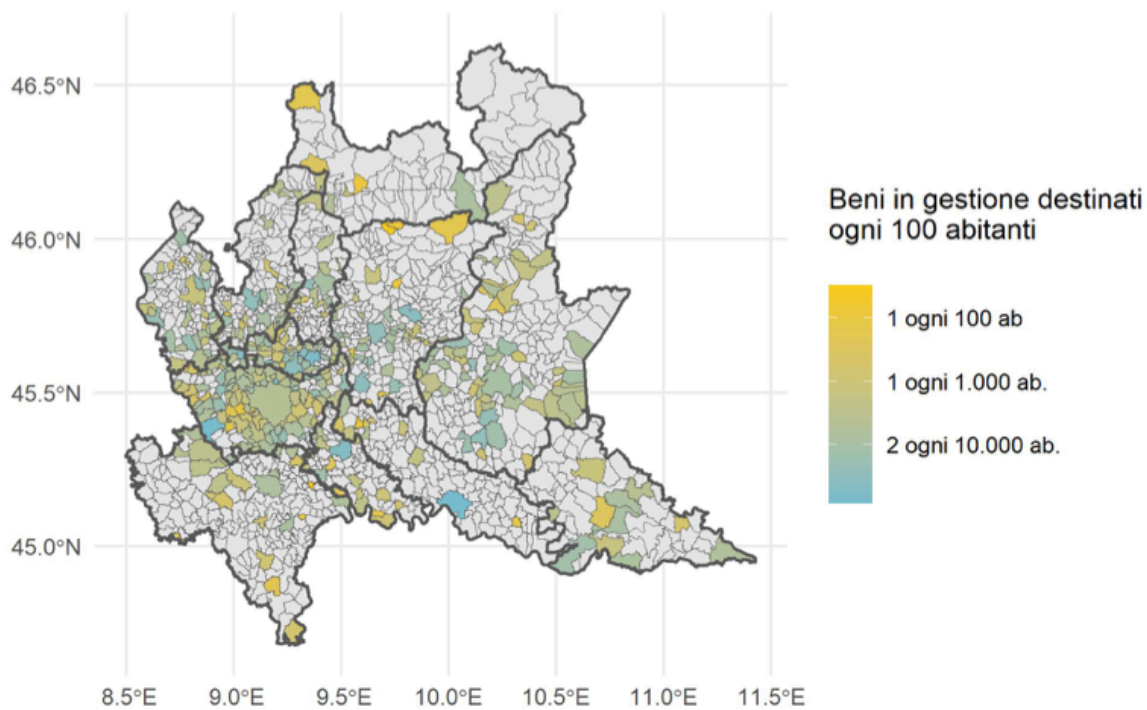 46.5°N
46.0°N
45.5°N
45.0°N
8.5°E 9.0°E 9.5°E 10.0°E 10.5°E 11.0°E 11.5°E
Beni in gestione destinati
ogni 100 abitanti
1 ogni 100 ab
1 ogni 1.000 ab.
2 ogni 10.000 ab.